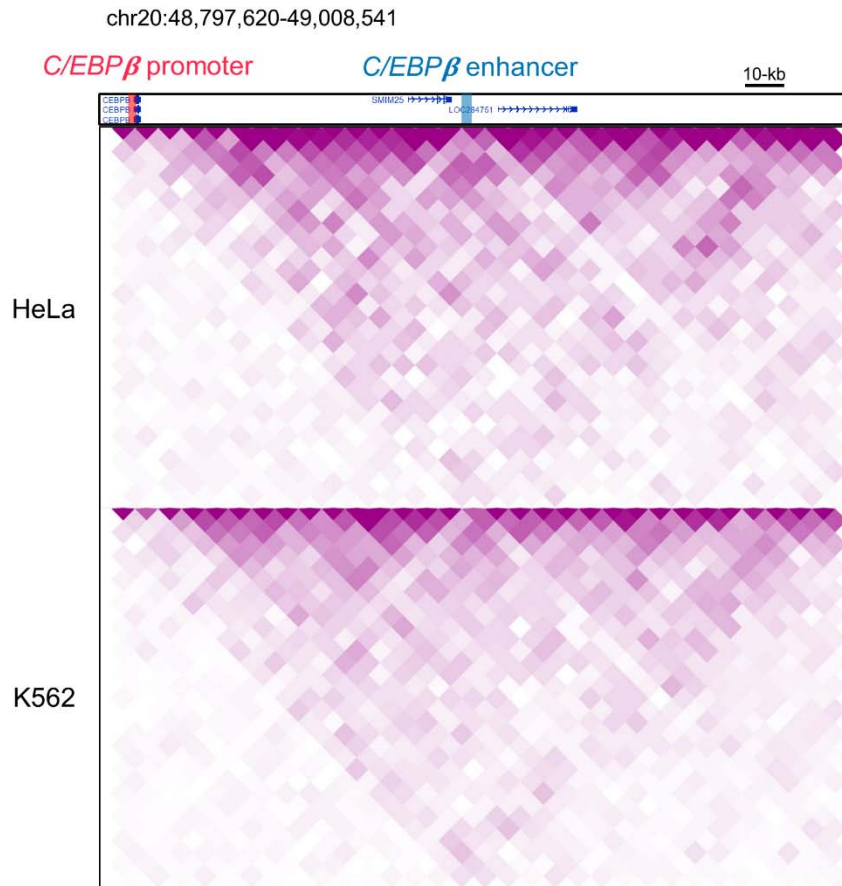 chr20:48,797,620-49,008,541
C/EBPβ promoter
C/EBPβ enhancer
10-kb
CEBPB
SMIM25
CEBPB
LOC284751
CEBPB
HeLa
K562